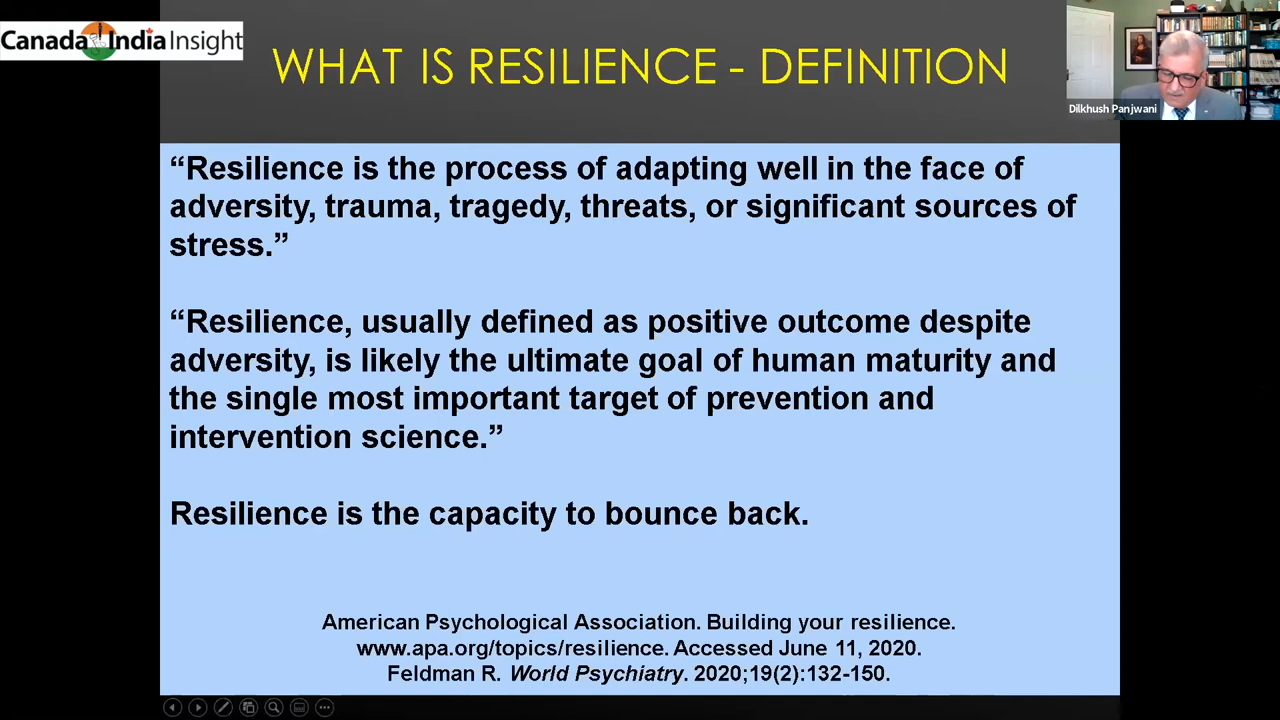 Canada India Insight
WHAT IS RESILIENCE - DEFINITION
Dilkhush Panjwani
“Resilience is the process of adapting well in the face of
adversity, trauma, tragedy, threats, or significant sources of
stress.”
“Resilience, usually defined as positive outcome despite
adversity, is likely the ultimate goal of human maturity and
the single most important target of prevention and
intervention science.”
Resilience is the capacity to bounce back.
American Psychological Association. Building your resilience.
www.apa.org/topics/resilience. Accessed June 11, 2020.
Feldman R. World Psychiatry. 2020;19(2):132-150.